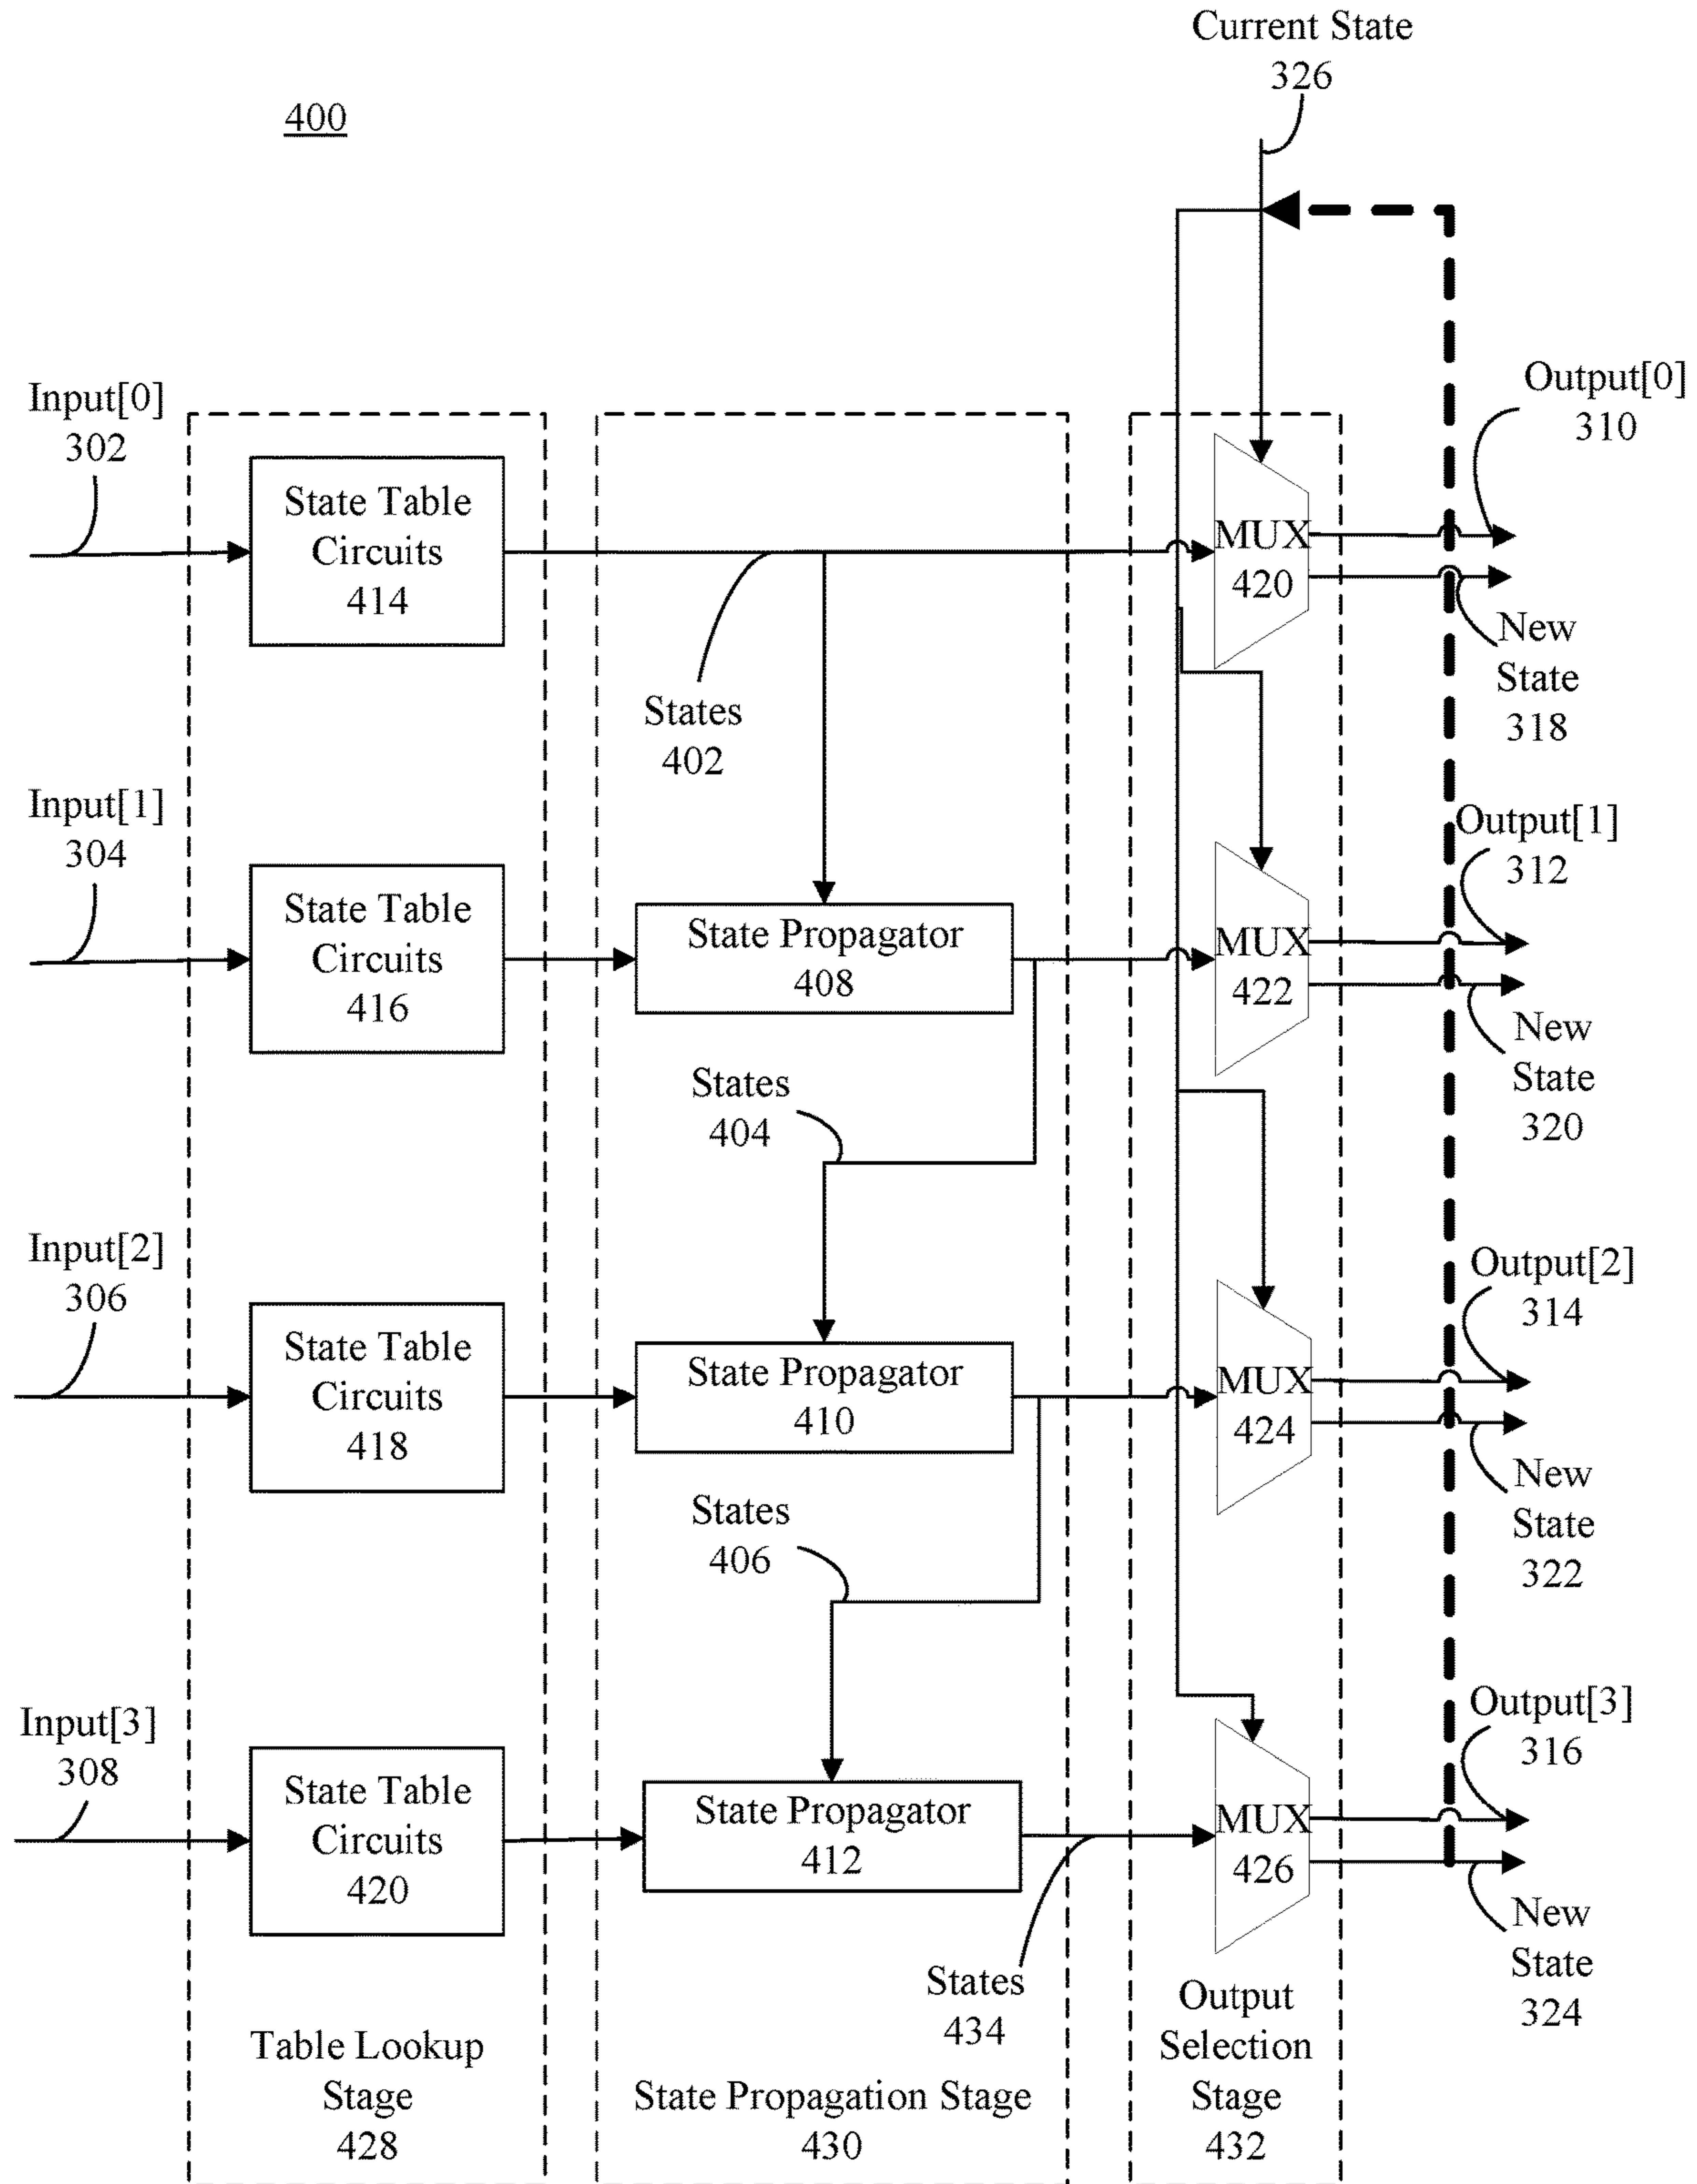 Current State
326
400
Input[0]
302
State Table
Circuits
414
MUX
420
Output[0]
310
New
State
318
States
402
Input[1]
304
State Table
Circuits
416
State Propagator
408
MUX
422
Output[1]
312
New
State
320
States
404
Input[2]
306
State Table
Circuits
418
State Propagator
410
MUX
424
Output[2]
314
New
State
322
States
406
Input[3]
308
State Table
Circuits
420
State Propagator
412
MUX
426
Output[3]
316
New
State
324
States
434
Table Lookup
Stage
428
State Propagation Stage
430
Output
Selection
Stage
432